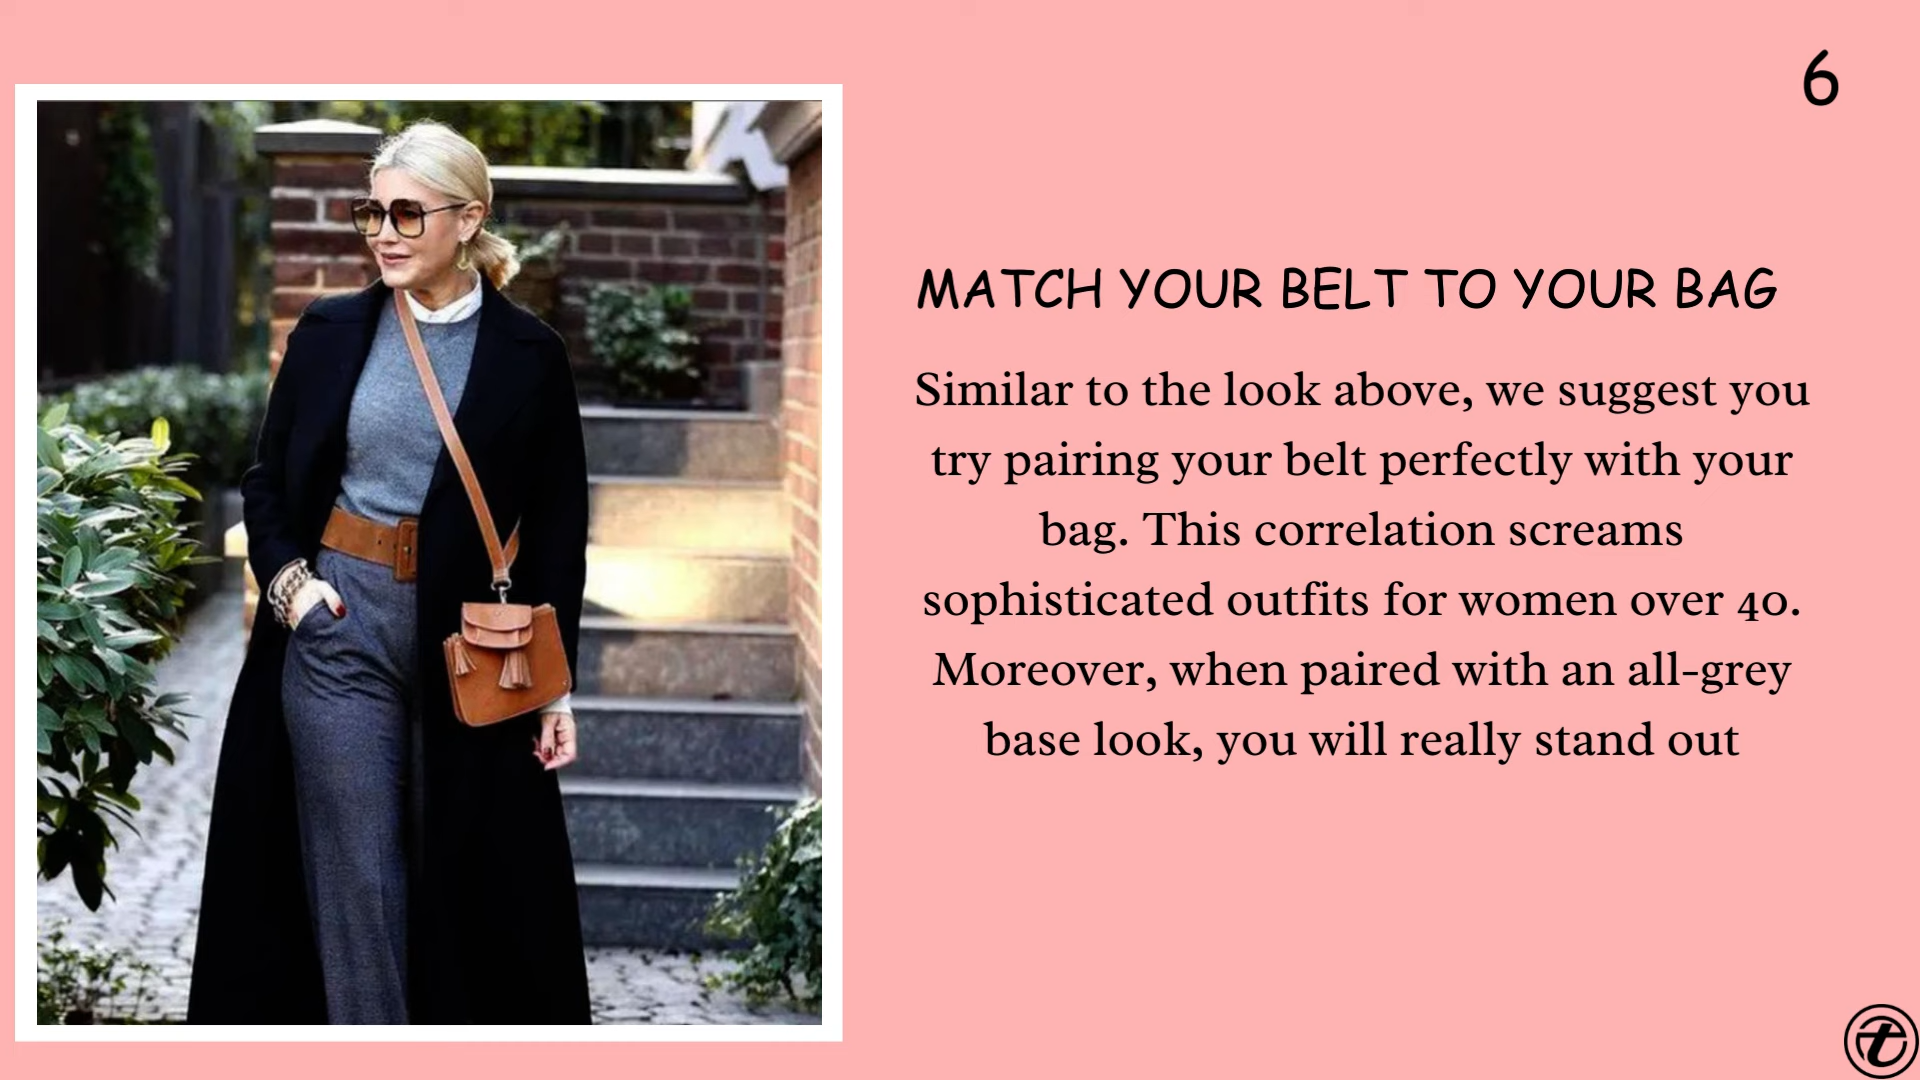 6
MATCH YOUR BELT TO YOUR BAG
Similar to the look above, we suggest you
try pairing your belt perfectly with your
bag. This correlation screams
sophisticated outfits for women over 40.
Moreover, when paired with an all-grey
base look, you will really stand out
t